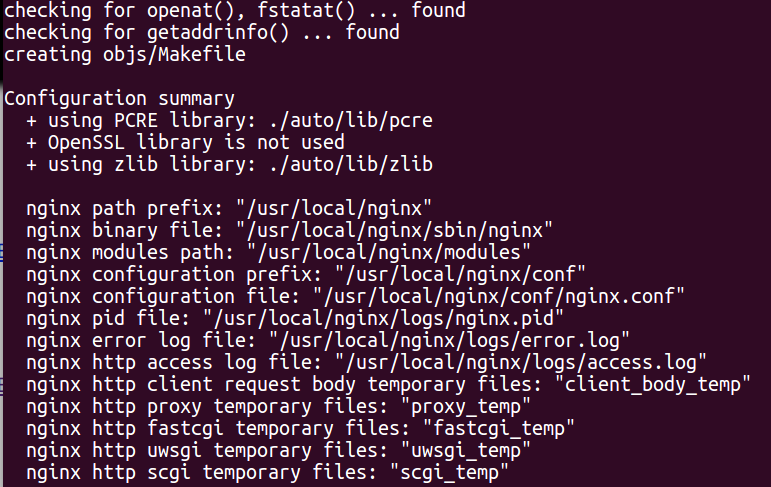 checking for openat(), fstatat() ... found
checking for getaddrinfo() ... found
creating objs/Makefile
Configuration summary
+ using PCRE library: ./auto/lib/pcre
+ OpenSSL library is not used
+ using zlib library: ./auto/lib/zlib
nginx path prefix: "/usr/local/nginx"
nginx binary file: "/usr/local/nginx/sbin/nginx"
nginx modules path: "/usr/local/nginx/modules"
nginx configuration prefix: "/usr/local/nginx/conf"
nginx configuration file: "/usr/local/nginx/conf/nginx.conf"
nginx pid file: "/usr/local/nginx/logs/nginx.pid"
nginx error log file: "/usr/local/nginx/logs/error.log"
nginx http access log file: "/usr/local/nginx/logs/access.log"
nginx http client request body temporary files: "client_body_temp"
nginx http proxy temporary files: "proxy_temp"
nginx http fastcgi temporary files: "fastcgi_temp"
nginx http uwsgi temporary files: "uwsgi_temp"
nginx http scgi temporary files: "scgi_temp"